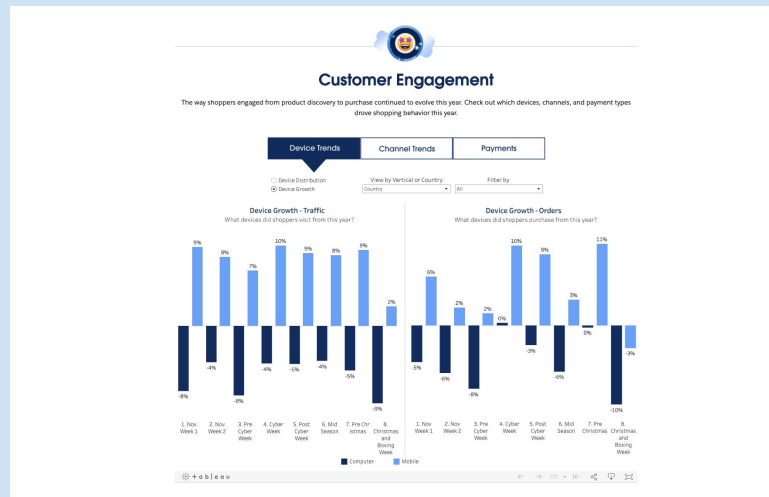 Customer Engagement
The way shoppers engaged from product discovery to purchase continued to evolve this year. Check out which devices, channels, and payment types
drove shopping behavior this year.
Device Trends
Channel Trends
Payments
Device Distribution
Device Growth
View by Vertical or Country
Country
Filter by
All
Device Growth - Traffic
What devices did shoppers visit from this year?
9%
8%
7%
10%
9%
8%
9%
2%
-8%
-4%
-8%
-4%
-5%
-4%
-5%
-9%
1. Nov
Week 1
2. Nov
Week 2
3. Pre
Cyber
Week
4. Cyber
Week
5. Post
Cyber
Week
6. Mid
Season
7. Pre Chr
istmas
8.
Christmas
and
Boxing
Week
Device Growth - Orders
What devices did shoppers purchase from this year?
6%
2%
2%
10%
9%
3%
11%
-3%
-5%
-6%
-8%
0%
-3%
-6%
0%
-10%
1. Nov
Week 1
2. Nov
Week 2
3. Pre
Cyber
Week
4. Cyber
Week
5. Post
Cyber
Week
6. Mid
Season
7. Pre
Christmas
8.
Christmas
and
Boxing
Week
Computer
Mobile
+ableau